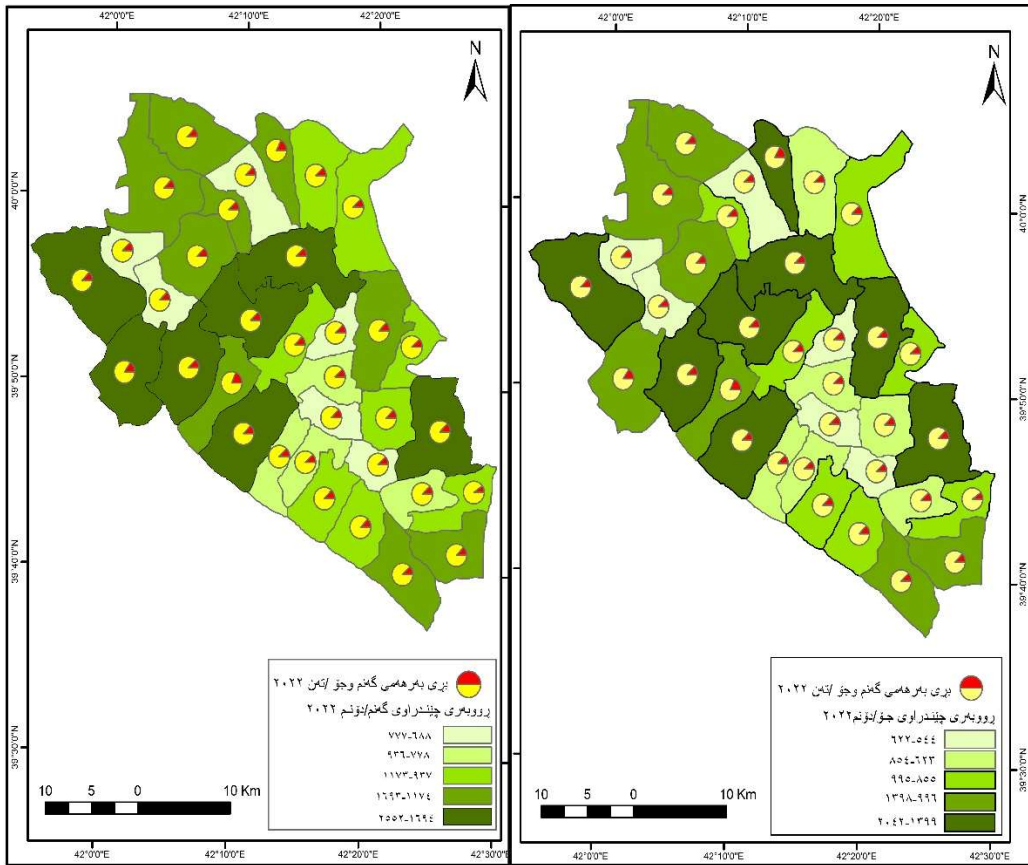 42°0'0"E 42°10'0"E 42°20'0"E
N
40°0'0"N
39°50'0"N
39°40'0"N
39°30'0"N
بڕی بەرهەمی گەنم وجۆ /تەن ٢٠٢٢
ڕووبەری چێندراوی گەنم/دۆنم ٢٠٢٢
٦٨٨-٧٧٧
٧٧٨-٩٣٦
٩٣٧-١١٧٣
١١٧٤-١٦٩٣
١٦٩٤-٢٥٥٢
10 5 0 10 Km
42°0'0"E 42°10'0"E 42°20'0"E 42°30'0"E
42°0'0"E 42°10'0"E 42°20'0"E
N
40°0'0"N
39°50'0"N
39°40'0"N
39°30'0"N
بڕی بەرهەمی گەنم وجۆ /تەن ٢٠٢٢
ڕووبەری چێندراوی جۆ/دۆنم٢٠٢٢
٥٤٤-٦٢٢
٦٢٣-٨٥٤
٨٥٥-٩٩٥
٩٩٦-١٣٩٨
١٣٩٩-٢٠٤٢
10 5 0 10 Km
42°0'0"E 42°10'0"E 42°20'0"E 42°30'0"E